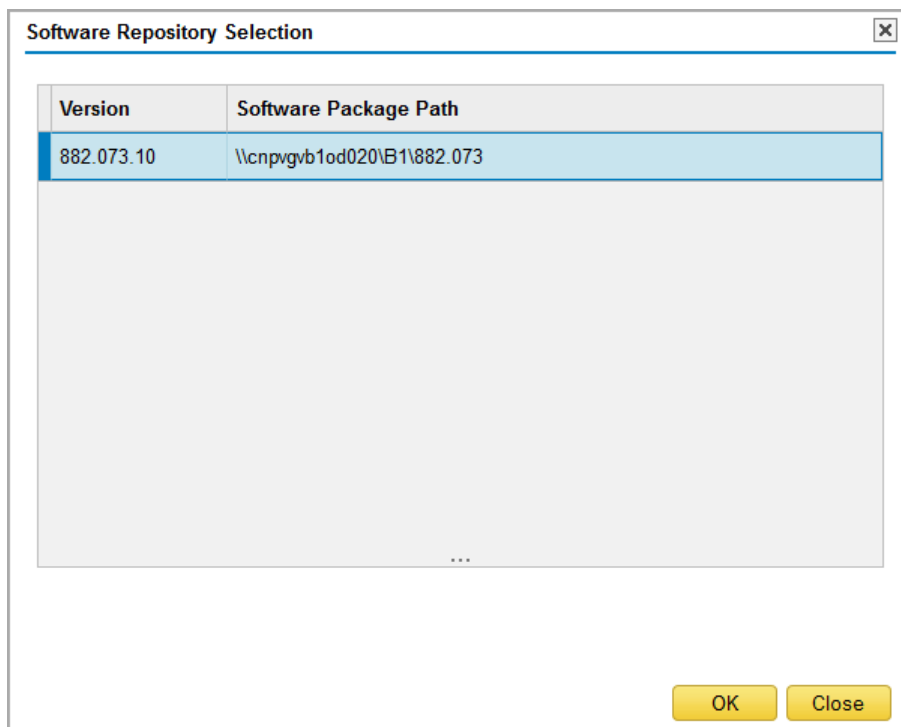 Software Repository Selection
Version Software Package Path
882.073.10 \\cnpvgvb1od020\B1\882.073
...
OK Close